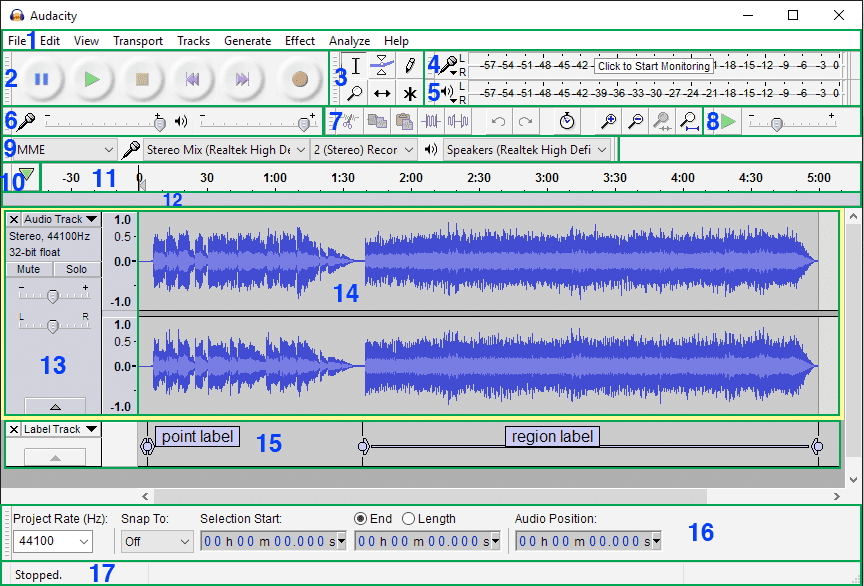 Audacity
File 1 Edit View Transport Tracks Generate Effect Analyze Help
2
3
4 L R -57 -54 -51 -48 -45 -42 Click to Start Monitoring -18 -15 -12 -9 -6 -3 0
5 L R -57 -54 -51 -48 -45 -42 -39 -36 -33 -30 -27 -24 -21 -18 -15 -12 -9 -6 -3 0
6 - + - +
7
8 - +
9 MME Stereo Mix (Realtek High De 2 (Stereo) Recor Speakers (Realtek High Defi
10 -30 11 0 30 1:00 1:30 2:00 2:30 3:00 3:30 4:00 4:30 5:00
12
Audio Track 1.0
Stereo, 44100Hz 0.5
32-bit float 0.0
Mute Solo
- + -1.0
14
L R 1.0
0.5
13 0.0
-1.0
Label Track
point label 15 region label
Project Rate (Hz): Snap To: Selection Start: End Length Audio Position:
44100 Off 00 h 00 m 00.000 s 00 h 00 m 00.000 s 00 h 00 m 00.000 s
16
Stopped. 17